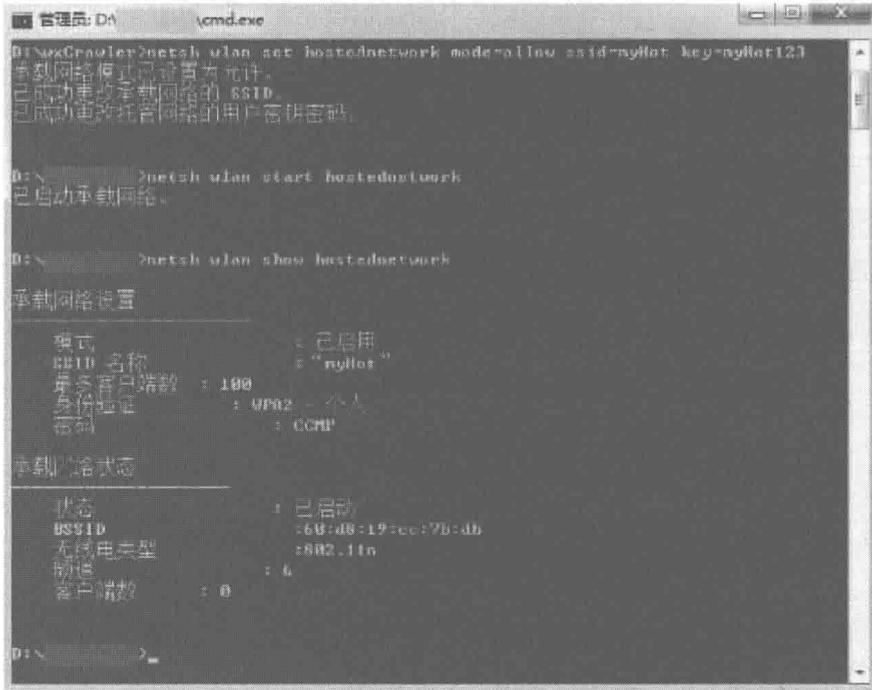 管理员: D:\ \cmd.exe
D:\wxCrawler>netsh wlan set hostednetwork mode=allow ssid=myHot key=myHot123
承载网络模式已设置为允许。
已成功更改承载网络的 SSID。
已成功更改托管网络的用户密钥密码。
D:\ >netsh wlan start hostednetwork
已启动承载网络。
D:\ >netsh wlan show hostednetwork
承载网络设置
模式 : 已启用
SSID 名称 : “myHot”
最多客户端数 : 100
身份验证 : WPA2 - 个人
密码 : CCMP
承载网络状态
状态 : 已启动
BSSID :60:d8:19:cc:7b:db
无线电类型 :802.11n
频道 : 6
客户端数 : 0
D:\ >_